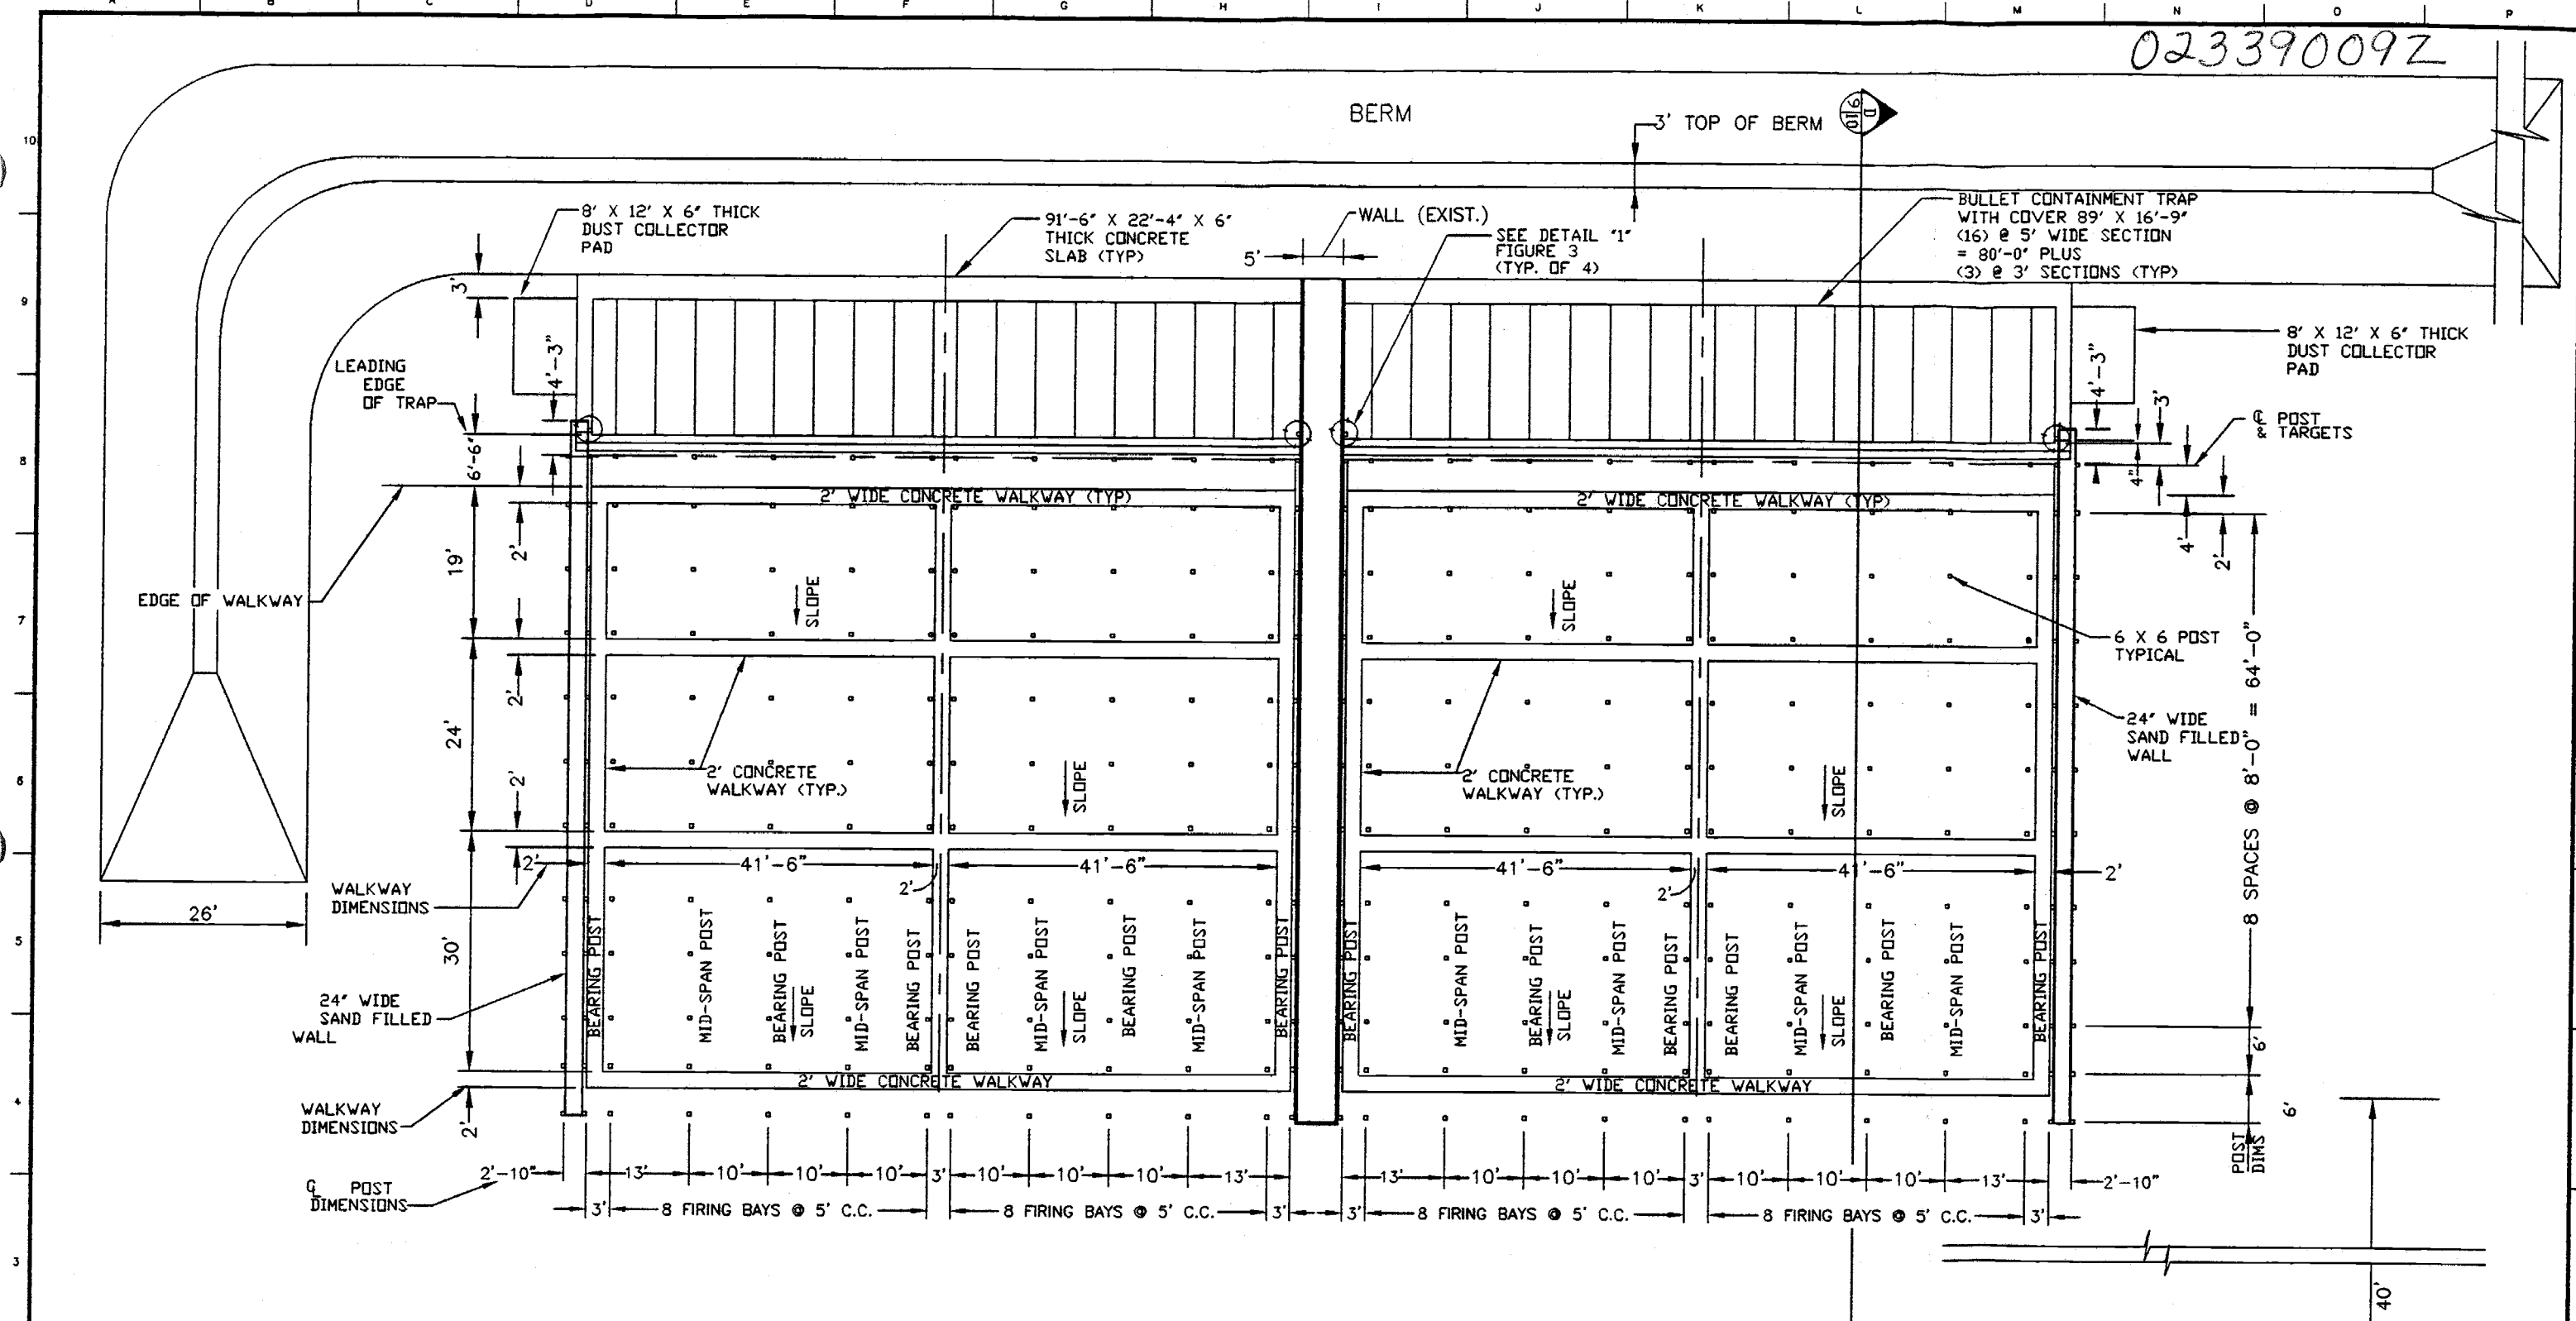 A B C D E F G H I J K L M N O P
02339009Z
10
BERM
3' TOP OF BERM
D
6 10
8' X 12' X 6" THICK
DUST COLLECTOR
PAD
91'-6" X 22'-4" X 6"
THICK CONCRETE
SLAB (TYP)
WALL (EXIST.)
5'
SEE DETAIL "1"
FIGURE 3
(TYP. OF 4)
BULLET CONTAINMENT TRAP
WITH COVER 89' X 16'-9"
(16) @ 5' WIDE SECTION
= 80'-0" PLUS
(3) @ 3' SECTIONS (TYP)
9
3'
4'-3"
LEADING
EDGE
OF TRAP
8' X 12' X 6" THICK
DUST COLLECTOR
PAD
4'-3"
3'
℄ POST
& TARGETS
8
6'-6"
4"
2' WIDE CONCRETE WALKWAY (TYP)
2' WIDE CONCRETE WALKWAY (TYP)
2'
19'
4'
2'
SLOPE
SLOPE
EDGE OF WALKWAY
7
6 X 6 POST
TYPICAL
2'
24'
24" WIDE
SAND FILLED
WALL
8 SPACES @ 8'-0" = 64'-0"
6
2'
2' CONCRETE
WALKWAY (TYP.)
SLOPE
2' CONCRETE
WALKWAY (TYP.)
SLOPE
2'
41'-6"
2'
41'-6"
41'-6"
2'
41'-6"
2'
WALKWAY
DIMENSIONS
26'
5
30'
24" WIDE
SAND FILLED
WALL
BEARING POST
MID-SPAN POST
BEARING POST
SLOPE
MID-SPAN POST
BEARING POST
BEARING POST
MID-SPAN POST
SLOPE
BEARING POST
MID-SPAN POST
BEARING POST
BEARING POST
MID-SPAN POST
BEARING POST
SLOPE
MID-SPAN POST
BEARING POST
BEARING POST
MID-SPAN POST
SLOPE
BEARING POST
MID-SPAN POST
BEARING POST
6'
2' WIDE CONCRETE WALKWAY
2' WIDE CONCRETE WALKWAY
4
WALKWAY
DIMENSIONS
2'
6'
POST
DIMS
℄ POST
DIMENSIONS
2'-10" 13' 10' 10' 10' 3' 10' 10' 10' 13' 13' 10' 10' 10' 3' 10' 10' 10' 13' 2'-10"
3' 8 FIRING BAYS @ 5' C.C. 8 FIRING BAYS @ 5' C.C. 3' 3' 8 FIRING BAYS @ 5' C.C. 8 FIRING BAYS @ 5' C.C. 3'
3
40'